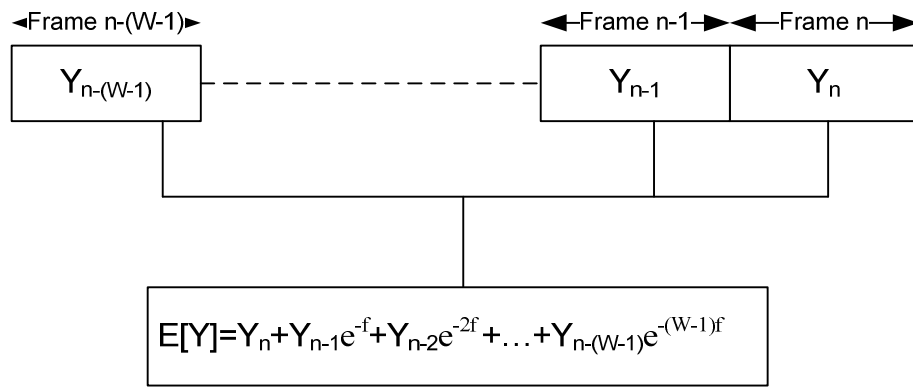 Frame n-(W-1) Frame n-1 Frame n
Yn-(W-1) Yn-1 Yn
E[Y]=Yn+Yn-1e-f+Yn-2e-2f+...+Yn-(W-1)e-(W-1)f